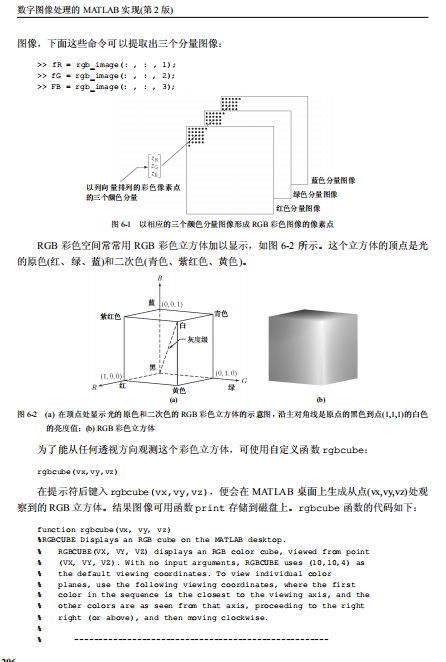 数字图像处理的 MATLAB 实现(第 2 版)
图像，下面这些命令可以提取出三个分量图像：
>> fR = rgb_image(: , : , 1);
>> fG = rgb_image(: , : , 2);
>> FB = rgb_image(: , : , 3);
zR
zG
zB
以列向量排列的彩色像素点
的三个颜色分量
蓝色分量图像
绿色分量图像
红色分量图像
图 6-1 以相应的三个颜色分量图像形成 RGB 彩色图像的像素点
RGB 彩色空间常常用 RGB 彩色立方体加以显示，如图 6-2 所示。这个立方体的顶点是光
的原色(红、绿、蓝)和二次色(青色、紫红色、黄色)。
B
蓝 (0,0,1)
紫红色 青色
白
灰度级
黑
(1,0,0) (0,1,0)
R 红 黄色 绿 G
(a) (b)
图 6-2 (a) 在顶点处显示光的原色和二次色的 RGB 彩色立方体的示意图，沿主对角线是原点的黑色到点(1,1,1)的白色
的亮度值；(b) RGB 彩色立方体
为了能从任何透视方向观测这个彩色立方体，可使用自定义函数 rgbcube：
rgbcube(vx,vy,vz)
在提示符后键入 rgbcube(vx,vy,vz)，便会在 MATLAB 桌面上生成从点(vx,vy,vz)处观
察到的 RGB 立方体。结果图像可用函数 print 存储到磁盘上。rgbcube 函数的代码如下：
function rgbcube(vx, vy, vz)
%RGBCUBE Displays an RGB cube on the MATLAB desktop.
% RGBCUBE(VX, VY, VZ) displays an RGB color cube, viewed from point
% (VX, VY, VZ). With no input arguments, RGBCUBE uses (10,10,4) as
% the default viewing coordinates. To view individual color
% planes, use the following viewing coordinates, where the first
% color in the sequence is the closest to the viewing axis, and the
% other colors are as seen from that axis, proceeding to the right
% right (or above), and then moving clockwise.
%
% -------------------------------------------------------